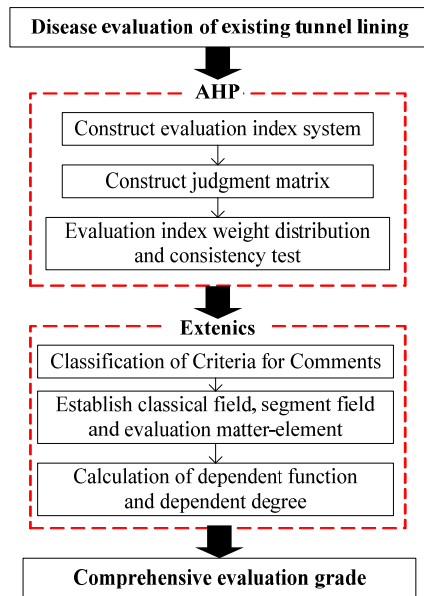 Disease evaluation of existing tunnel lining
AHP
Construct evaluation index system
Construct judgment matrix
Evaluation index weight distribution
and consistency test
Extenics
Classification of Criteria for Comments
Establish classical field, segment field
and evaluation matter-element
Calculation of dependent function
and dependent degree
Comprehensive evaluation grade